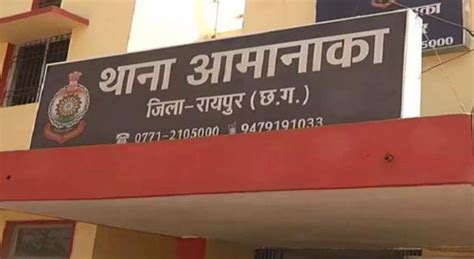 थाना आमानाका
जिला-रायपुर (छ.ग.)
☎ 0771-2105000 📱 9479191033